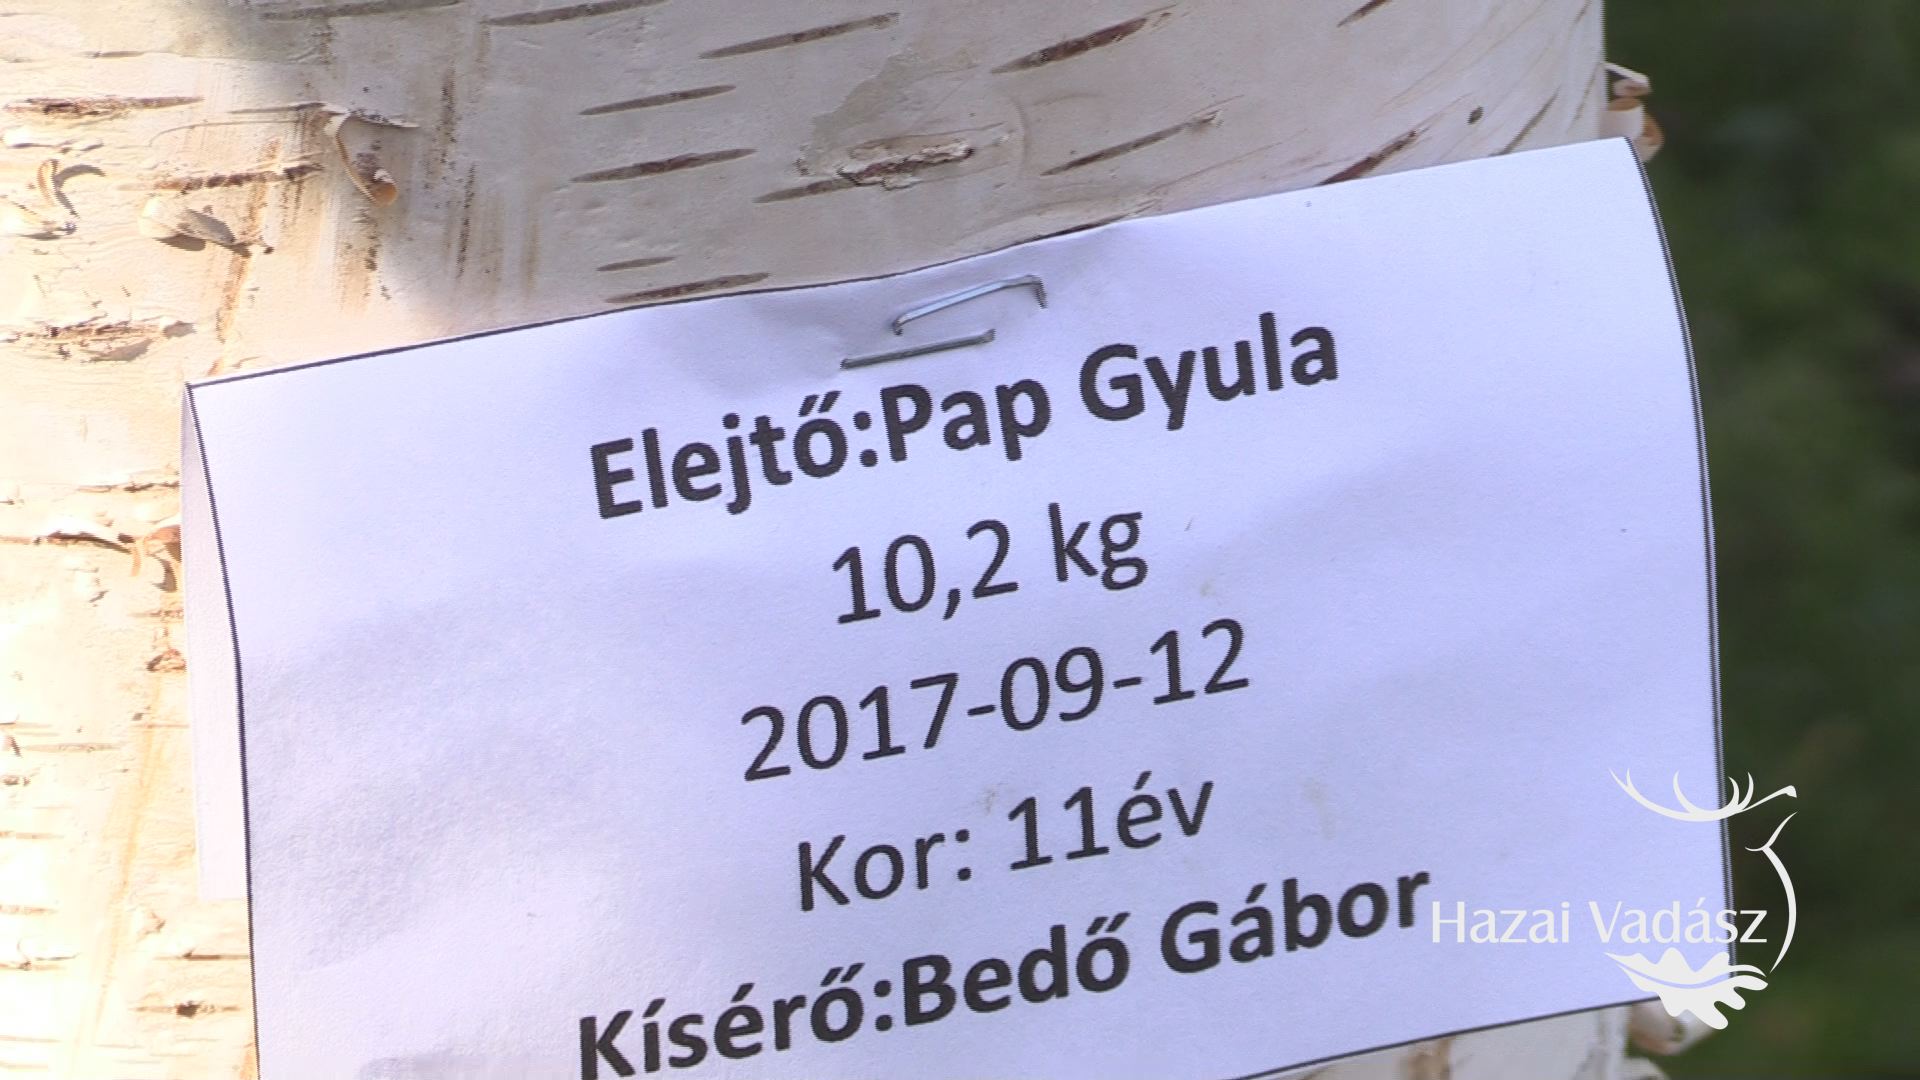 Elejtő:Pap Gyula
10,2 kg
2017-09-12
Kor: 11év
Kísérő:Bedő Gábor
Hazai Vadász